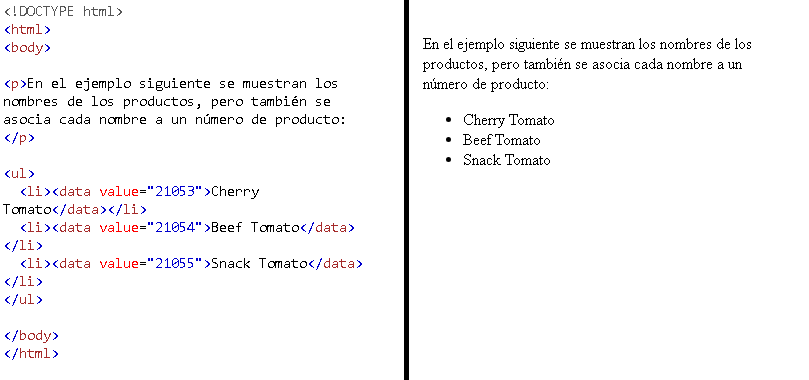 <!DOCTYPE html>
<html>
<body>
<p>En el ejemplo siguiente se muestran los
nombres de los productos, pero también se
asocia cada nombre a un número de producto:
</p>
<ul>
<li><data value="21053">Cherry
Tomato</data></li>
<li><data value="21054">Beef Tomato</data>
</li>
<li><data value="21055">Snack Tomato</data>
</li>
</ul>
</body>
</html>
En el ejemplo siguiente se muestran los nombres de los
productos, pero también se asocia cada nombre a un
número de producto:
• Cherry Tomato
• Beef Tomato
• Snack Tomato